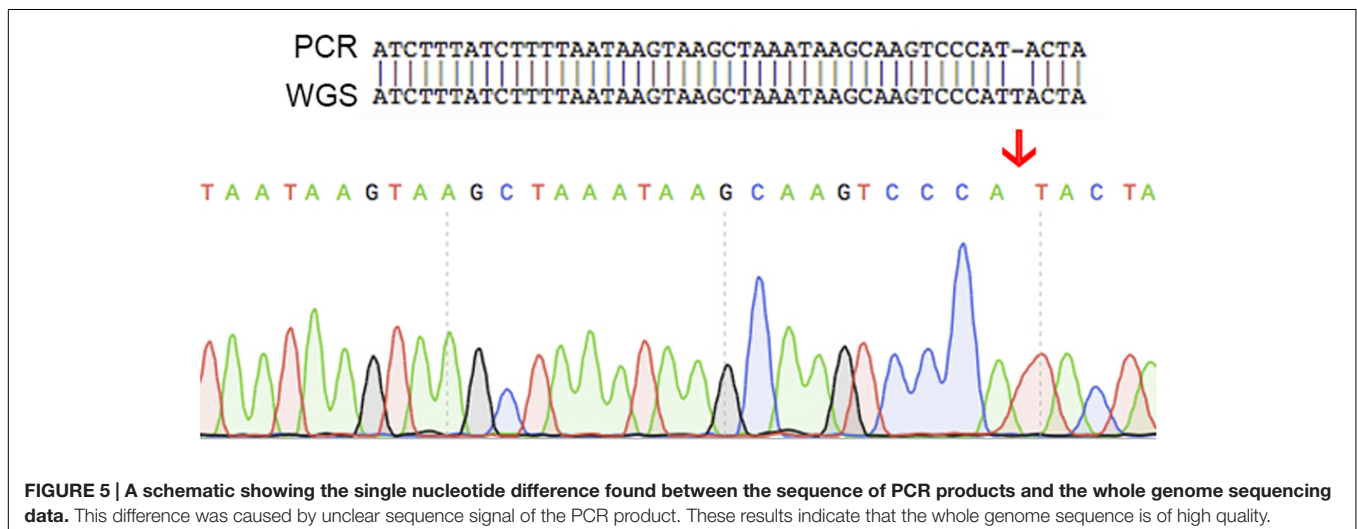 PCR ATCTTTATCTTTTAATAAGTAAGCTAAATAAGCAAGTCCCAT-ACTA
WGS ATCTTTATCTTTTAATAAGTAAGCTAAATAAGCAAGTCCCATTACTA
T A A T A A G T A A G C T A A A T A A G C A A G T C C C A T A C T A
FIGURE 5 | A schematic showing the single nucleotide difference found between the sequence of PCR products and the whole genome sequencing
data. This difference was caused by unclear sequence signal of the PCR product. These results indicate that the whole genome sequence is of high quality.